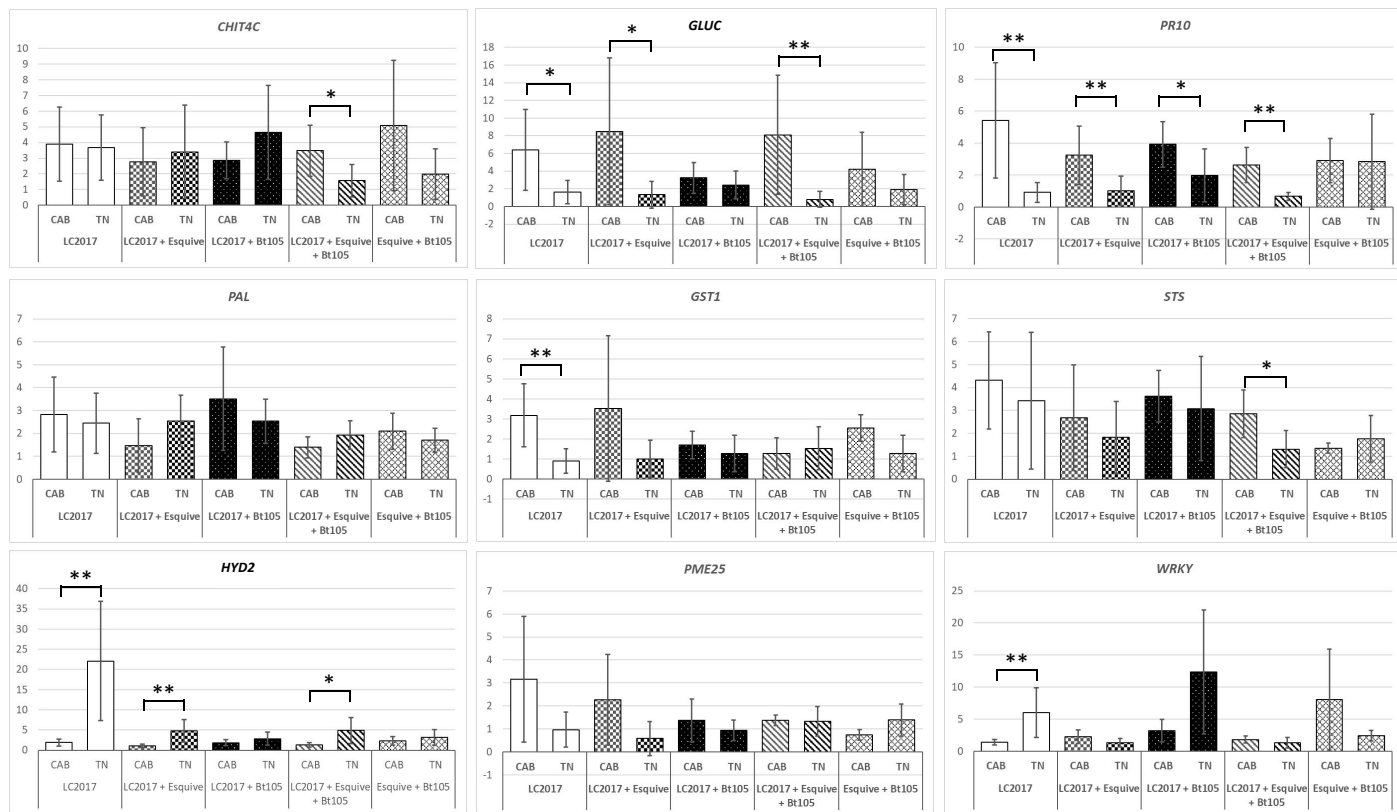 CHIT4C
10
9
8
7
6
5
4
3
2
1
0
*
CAB TN CAB TN CAB TN CAB TN CAB TN
LC2017 LC2017 + Esquive LC2017 + Bt105 LC2017 + Esquive Esquive + Bt105
+ Bt105
GLUC
18
16
14
12
10
8
6
4
2
0
-2
* * **
CAB TN CAB TN CAB TN CAB TN CAB TN
LC2017 LC2017 + Esquive LC2017 + Bt105 LC2017 + Esquive Esquive + Bt105
+ Bt105
PR10
10
8
6
4
2
0
-2
** ** * **
CAB TN CAB TN CAB TN CAB TN CAB TN
LC2017 LC2017 + Esquive LC2017 + Bt105 LC2017 + Esquive Esquive + Bt105
+ Bt105
PAL
7
6
5
4
3
2
1
0
CAB TN CAB TN CAB TN CAB TN CAB TN
LC2017 LC2017 + Esquive LC2017 + Bt105 LC2017 + Esquive Esquive + Bt105
+ Bt105
GST1
8
7
6
5
4
3
2
1
0
-1
**
CAB TN CAB TN CAB TN CAB TN CAB TN
LC2017 LC2017 + Esquive LC2017 + Bt105 LC2017 + Esquive Esquive + Bt105
+ Bt105
STS
7
6
5
4
3
2
1
0
*
CAB TN CAB TN CAB TN CAB TN CAB TN
LC2017 LC2017 + Esquive LC2017 + Bt105 LC2017 + Esquive Esquive + Bt105
+ Bt105
HYD2
40
35
30
25
20
15
10
5
0
** ** *
CAB TN CAB TN CAB TN CAB TN CAB TN
LC2017 LC2017 + Esquive LC2017 + Bt105 LC2017 + Esquive Esquive + Bt105
+ Bt105
PME25
7
6
5
4
3
2
1
0
-1
CAB TN CAB TN CAB TN CAB TN CAB TN
LC2017 LC2017 + Esquive LC2017 + Bt105 LC2017 + Esquive Esquive + Bt105
+ Bt105
WRKY
25
20
15
10
5
0
**
CAB TN CAB TN CAB TN CAB TN CAB TN
LC2017 LC2017 + Esquive LC2017 + Bt105 LC2017 + Esquive Esquive + Bt105
+ Bt105